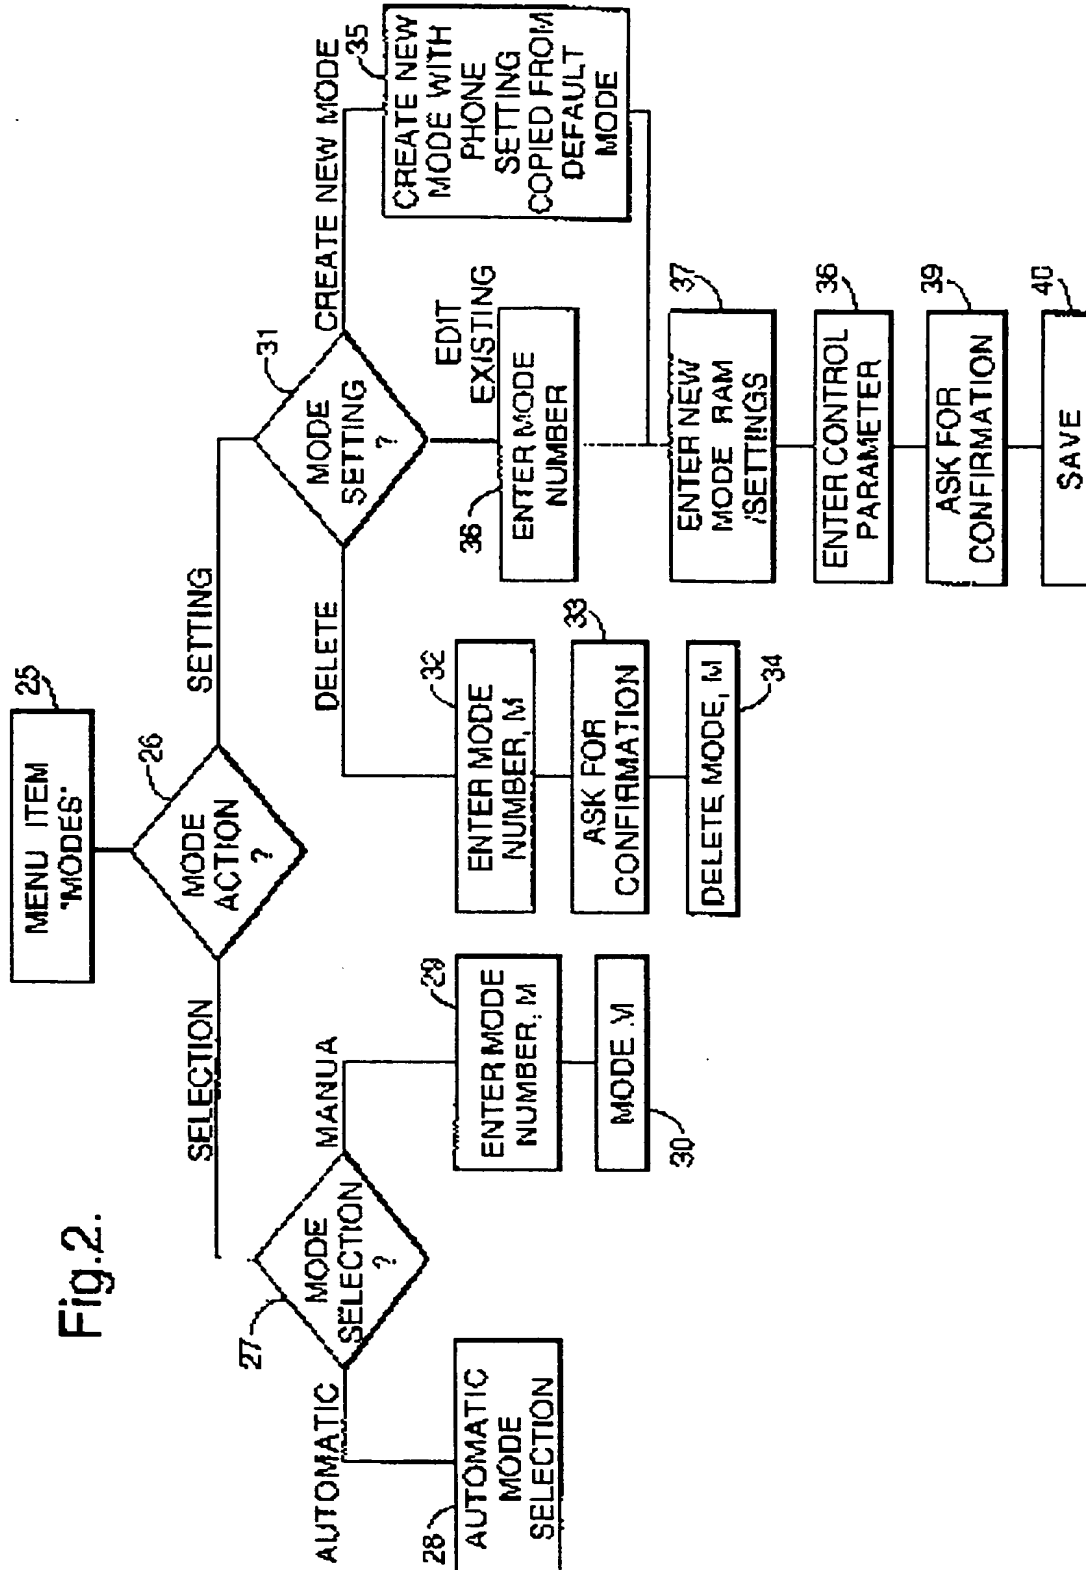 Fig.2.
MENU ITEM
"MODES"
25
MODE
ACTION
?
26
SELECTION
SETTING
27
MODE
SELECTION
?
AUTOMATIC
MANUA
28
AUTOMATIC
MODE
SELECTION
29
ENTER MODE
NUMBER, M
MODE M
30
31
MODE
SETTING
?
DELETE
EDIT
EXISTING
CREATE NEW MODE
32
ENTER MODE
NUMBER, M
33
ASK FOR
CONFIRMATION
DELETE MODE, M
34
36
ENTER MODE
NUMBER
35
CREATE NEW
MODE WITH
PHONE
SETTING
COPIED FROM
DEFAULT
MODE
37
ENTER NEW
MODE RAM
/SETTINGS
38
ENTER CONTROL
PARAMETER
39
ASK FOR
CONFIRMATION
40
SAVE